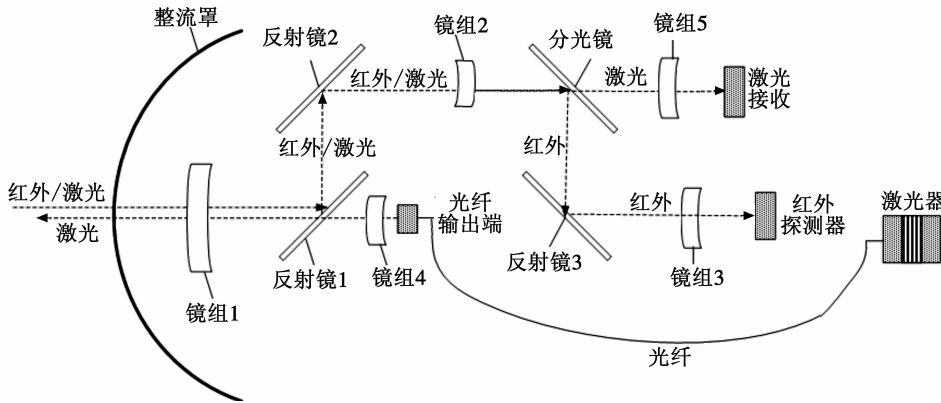 整流罩
反射镜2
镜组2
分光镜
镜组5
红外/激光
激光
激光
接收
红外/激光
红外
红外/激光
激光
光纤
输出端
红外
红外
探测器
激光器
反射镜1
镜组4
反射镜3
镜组3
镜组1
光纤